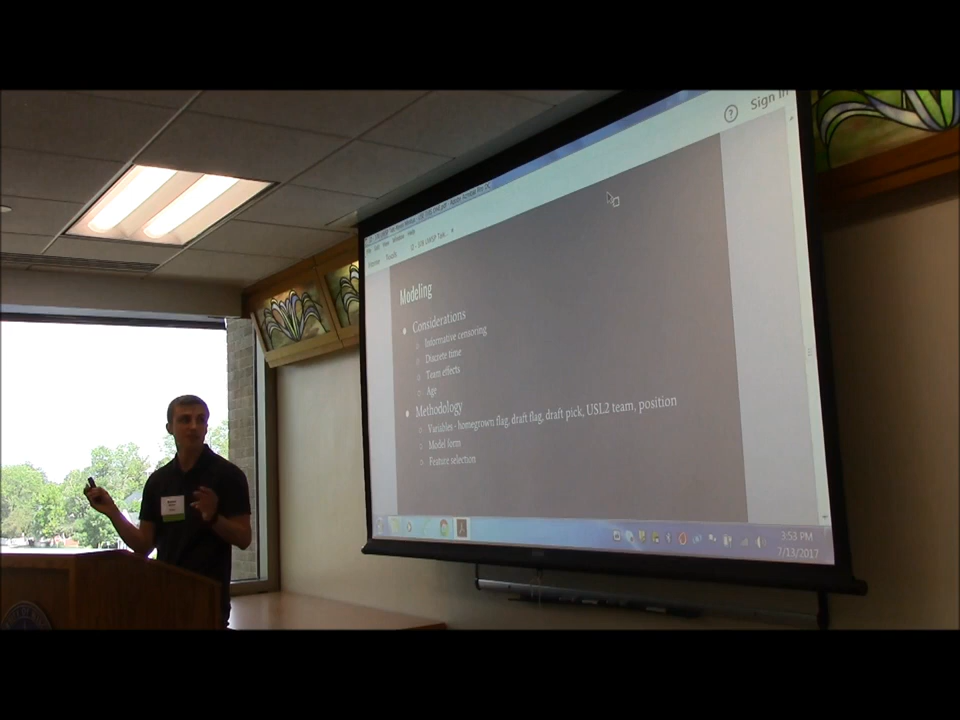 Sign In
?
Modeling
Considerations
Informative censoring
Discrete time
Team effects
Age
Methodology
Variables - homegrown flag, draft flag, draft pick, USL2 team, position
Model form
Feature selection
3:53 PM
7/13/2017